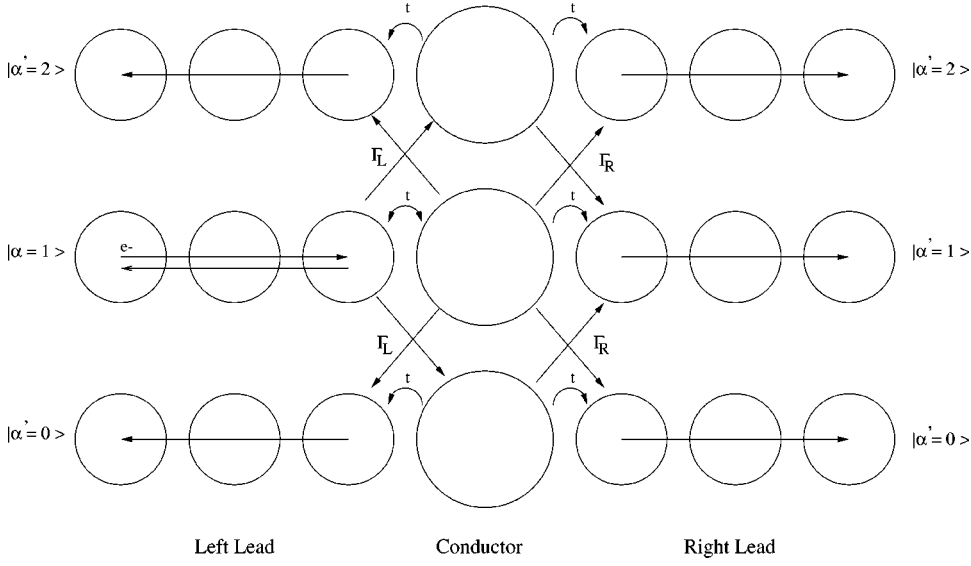 t t
|α'= 2 > |α'= 2 >
Γ_L Γ_R
t t
|α = 1 > e- |α'= 1 >
Γ_L Γ_R
t t
|α'= 0 > |α'= 0 >
Left Lead Conductor Right Lead